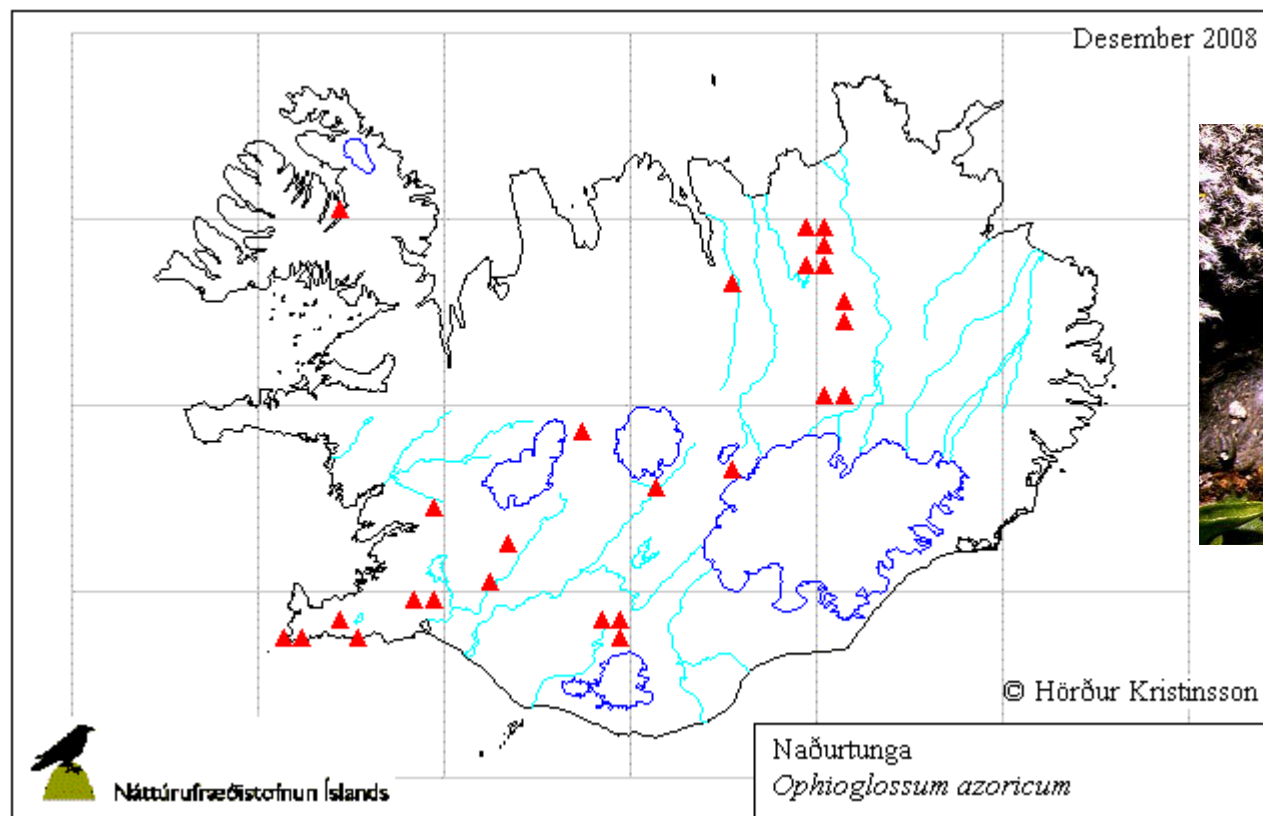 Desember 2008
© Hörður Kristinsson
Náttúrufræðistofnun Íslands
Naðurtunga
Ophioglossum azoricum